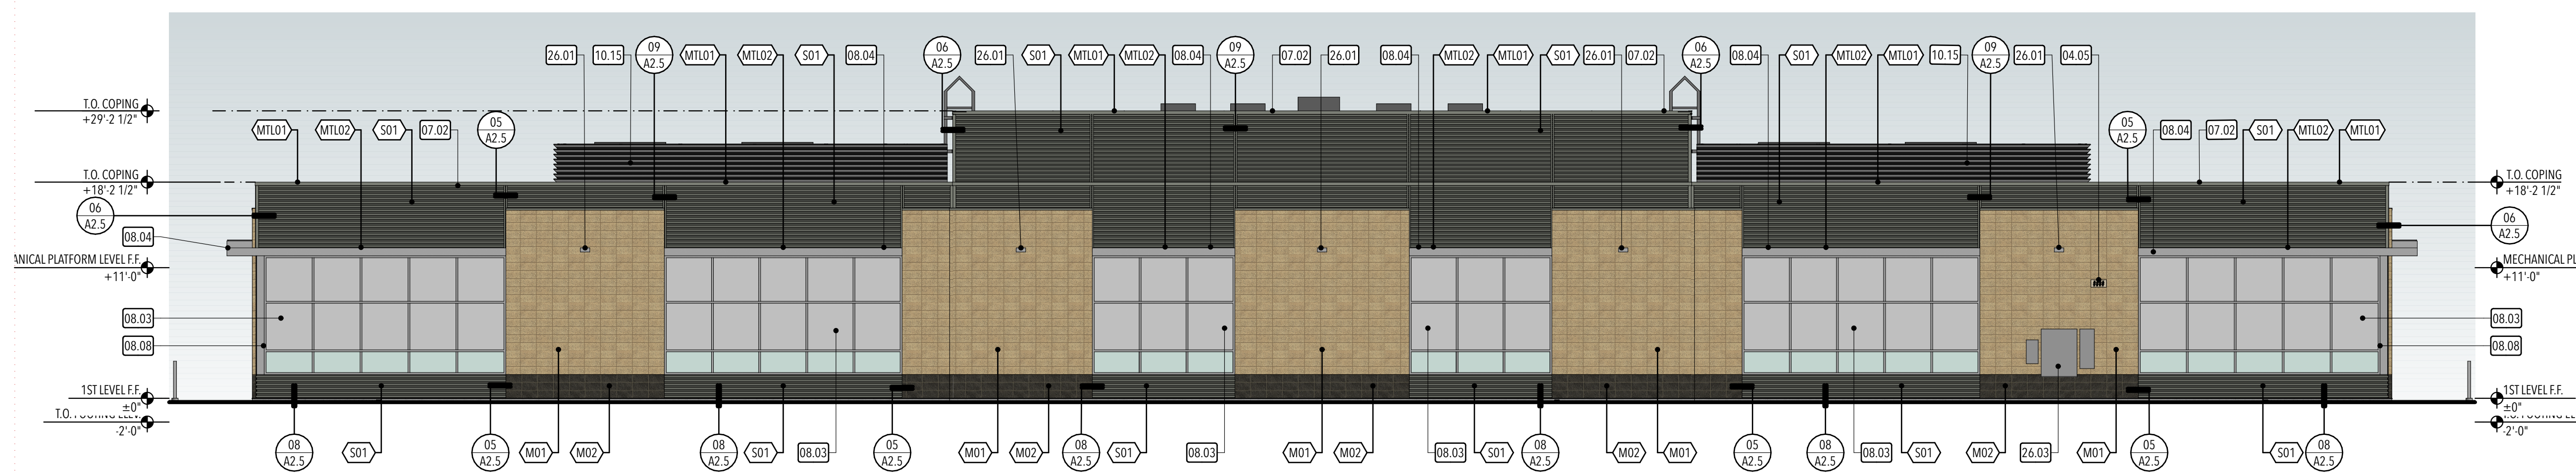 26.01 10.15 09 MTL01 MTL02 S01 08.04 06 26.01 S01 MTL01 MTL02 08.04 09 07.02 26.01 08.04 MTL02 MTL01 S01 26.01 07.02 06 08.04 S01 MTL02 MTL01 10.15 09 26.01 04.05
A2.5 A2.5 A2.5 A2.5 A2.5
T.O. COPING
+29'-2 1/2"
MTL01 MTL02 S01 07.02 05 05 08.04 07.02 S01 MTL02 MTL01
A2.5 A2.5
T.O. COPING T.O. COPING
+18'-2 1/2" +18'-2 1/2"
06 06
A2.5 A2.5
08.04
ANICAL PLATFORM LEVEL F.F. MECHANICAL PL
+11'-0" +11'-0"
08.03 08.03
08.08 08.08
1ST LEVEL F.F. 1ST LEVEL F.F.
±0" ±0"
-2'-0" -2'-0"
08 S01 05 M01 M02 08 S01 08.03 05 M01 M02 08 S01 08.03 M01 M02 08.03 S01 08 M02 M01 05 08 08.03 S01 M02 26.03 M01 05 S01 08
A2.5 A2.5 A2.5 A2.5 A2.5 A2.5 A2.5 A2.5 A2.5 A2.5